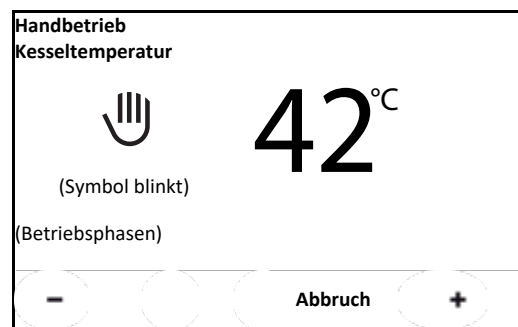 Handbetrieb
Kesseltemperatur
42 °C
(Symbol blinkt)
(Betriebsphasen)
− Abbruch +